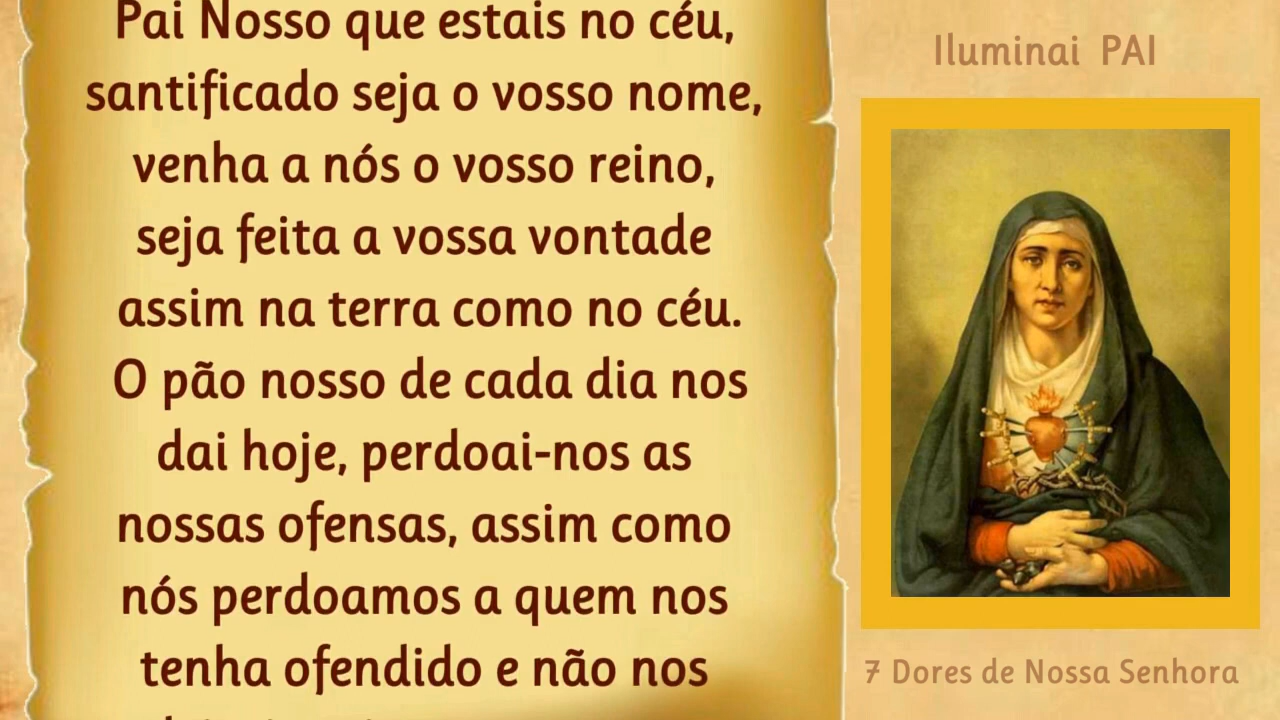 Pai Nosso que estais no céu,
santificado seja o vosso nome,
venha a nós o vosso reino,
seja feita a vossa vontade
assim na terra como no céu.
O pão nosso de cada dia nos
dai hoje, perdoai-nos as
nossas ofensas, assim como
nós perdoamos a quem nos
tenha ofendido e não nos
Iluminai PAI
7 Dores de Nossa Senhora